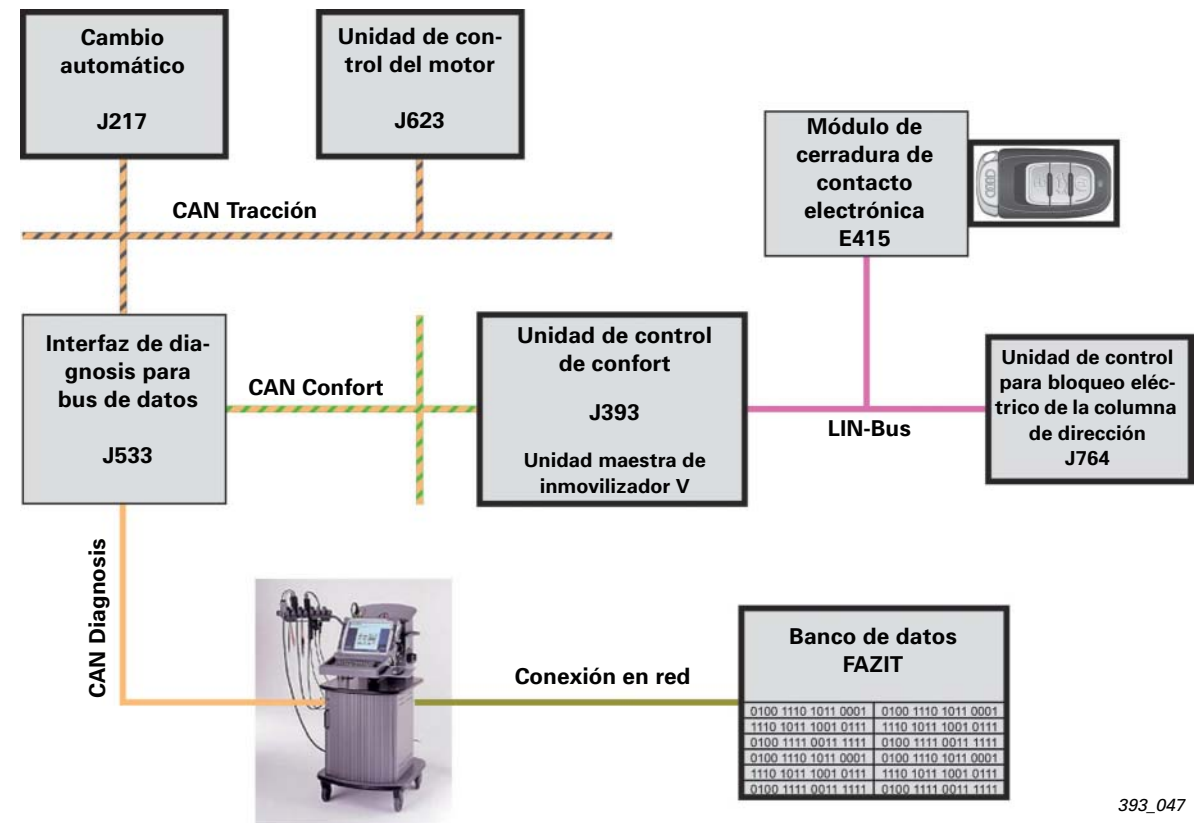 Cambio
automático
J217
Unidad de con-
trol del motor
J623
CAN Tracción
Módulo de
cerradura de
contacto
electrónica
E415
Interfaz de dia-
gnosis para
bus de datos
J533
CAN Confort
Unidad de control
de confort
J393
Unidad maestra de
inmovilizador V
LIN-Bus
Unidad de control
para bloqueo eléc-
trico de la columna
de dirección
J764
CAN Diagnosis
Conexión en red
Banco de datos
FAZIT
0100 1110 1011 0001 0100 1110 1011 0001
1110 1011 1001 0111 1110 1011 1001 0111
0100 1111 0011 1111 0100 1111 0011 1111
0100 1110 1011 0001 0100 1110 1011 0001
1110 1011 1001 0111 1110 1011 1001 0111
0100 1111 0011 1111 0100 1111 0011 1111
393_047